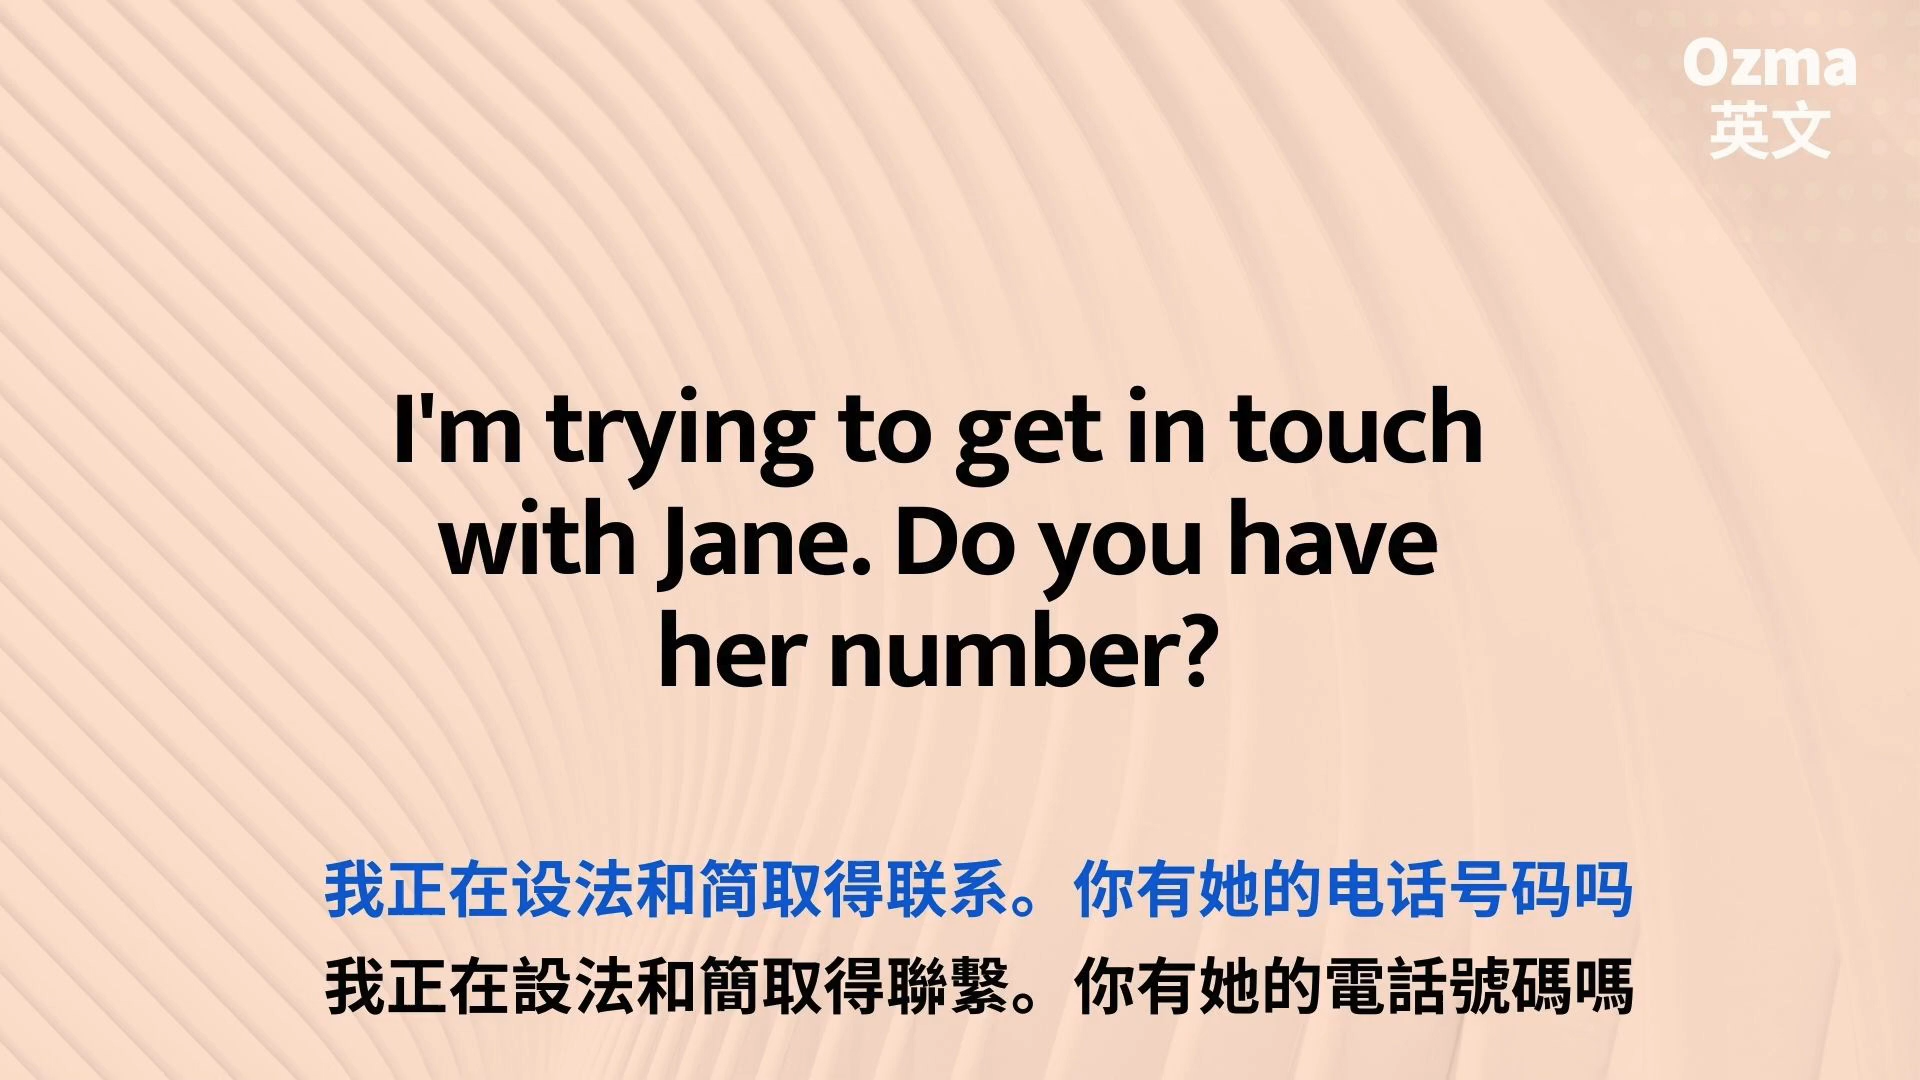 Ozma
英文
I'm trying to get in touch
with Jane. Do you have
her number?
我正在设法和简取得联系。你有她的电话号码吗
我正在設法和簡取得聯繫。你有她的電話號碼嗎